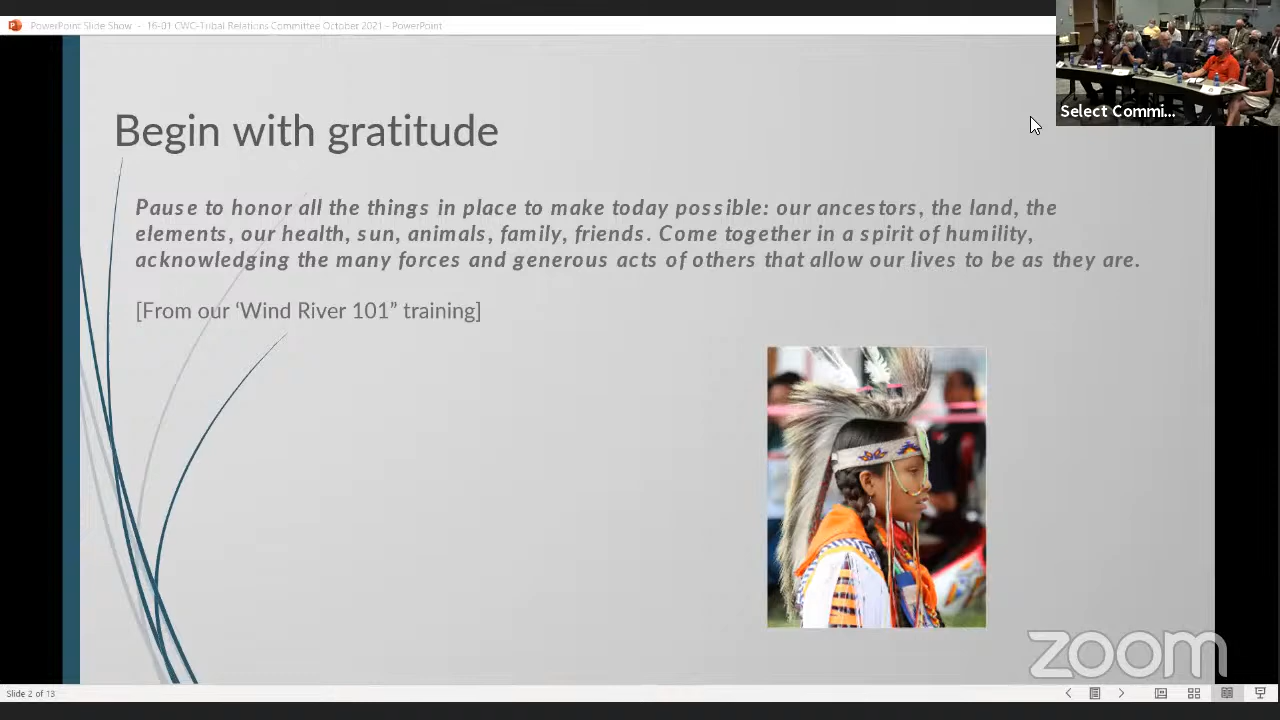 PowerPoint Slide Show - 16-01 CWC-Tribal Relations Committee October 2021 - PowerPoint
Select Commi...
Begin with gratitude
Pause to honor all the things in place to make today possible: our ancestors, the land, the
elements, our health, sun, animals, family, friends. Come together in a spirit of humility,
acknowledging the many forces and generous acts of others that allow our lives to be as they are.
[From our ‘Wind River 101” training]
zoom
Slide 2 of 13